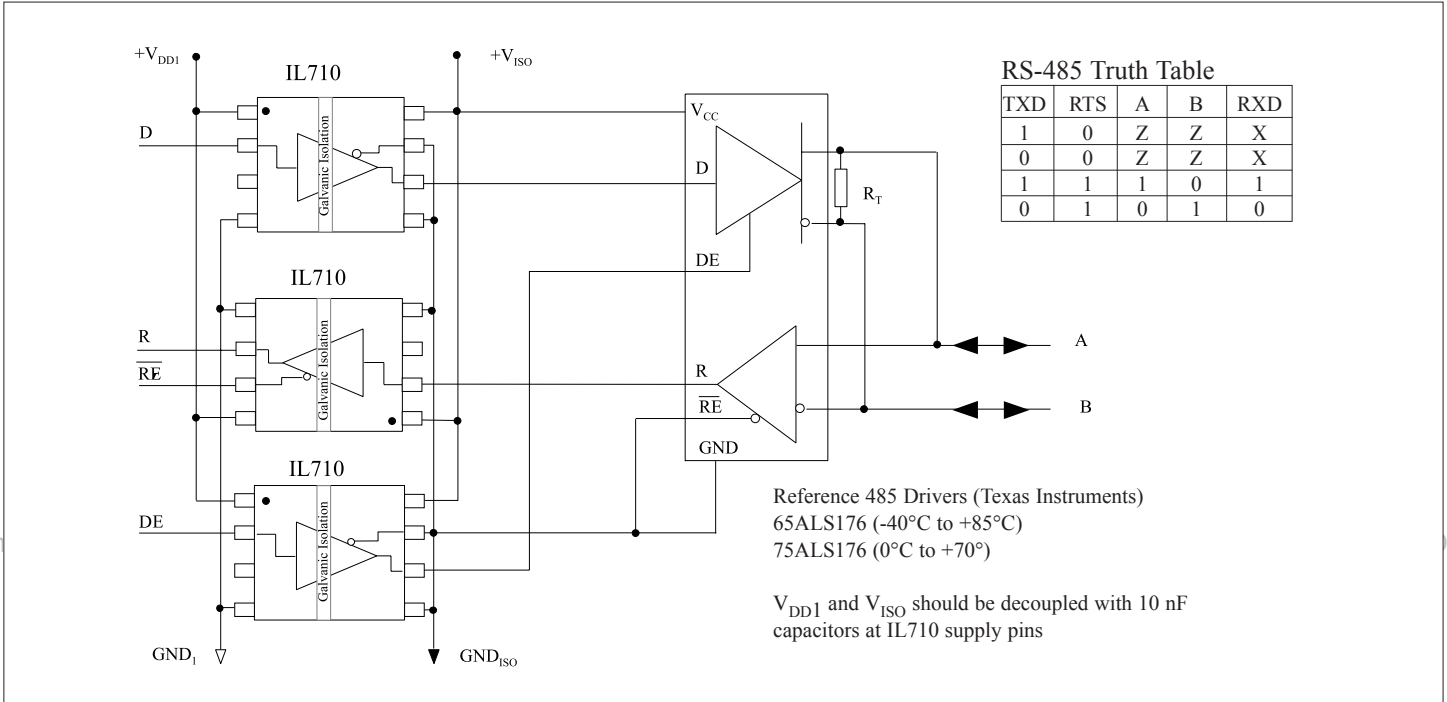 +VDD1
+VISO
IL710
D
Galvanic Isolation
IL710
R
RE
Galvanic Isolation
IL710
DE
Galvanic Isolation
GND1
GNDISO
VCC
D
DE
R
RE
GND
RT
A
B
RS-485 Truth Table
TXD RTS A B RXD
1 0 Z Z X
0 0 Z Z X
1 1 1 0 1
0 1 0 1 0
Reference 485 Drivers (Texas Instruments)
65ALS176 (-40°C to +85°C)
75ALS176 (0°C to +70°)
VDD1 and VISO should be decoupled with 10 nF
capacitors at IL710 supply pins